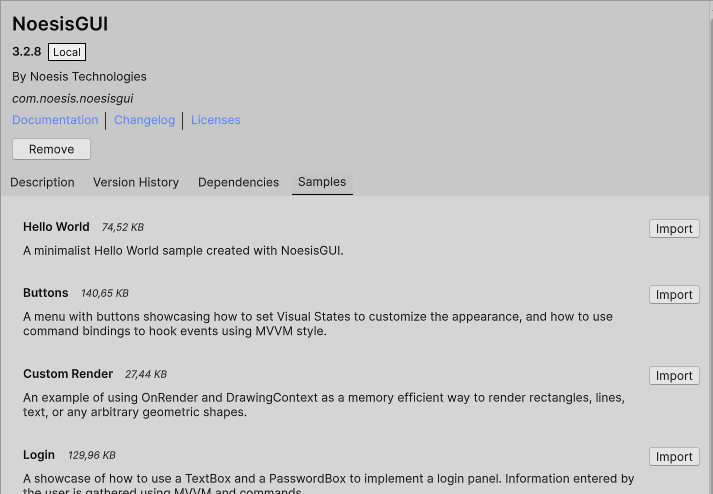 NoesisGUI
3.2.8 Local
By Noesis Technologies
com.noesis.noesisgui
Documentation Changelog Licenses
Remove
Description Version History Dependencies Samples
Hello World 74,52 KB Import
A minimalist Hello World sample created with NoesisGUI.
Buttons 140,65 KB Import
A menu with buttons showcasing how to set Visual States to customize the appearance, and how to use
command bindings to hook events using MVVM style.
Custom Render 27,44 KB Import
An example of using OnRender and DrawingContext as a memory efficient way to render rectangles, lines,
text, or any arbitrary geometric shapes.
Login 129,96 KB Import
A showcase of how to use a TextBox and a PasswordBox to implement a login panel. Information entered by
the user is gathered using MVVM and commands.